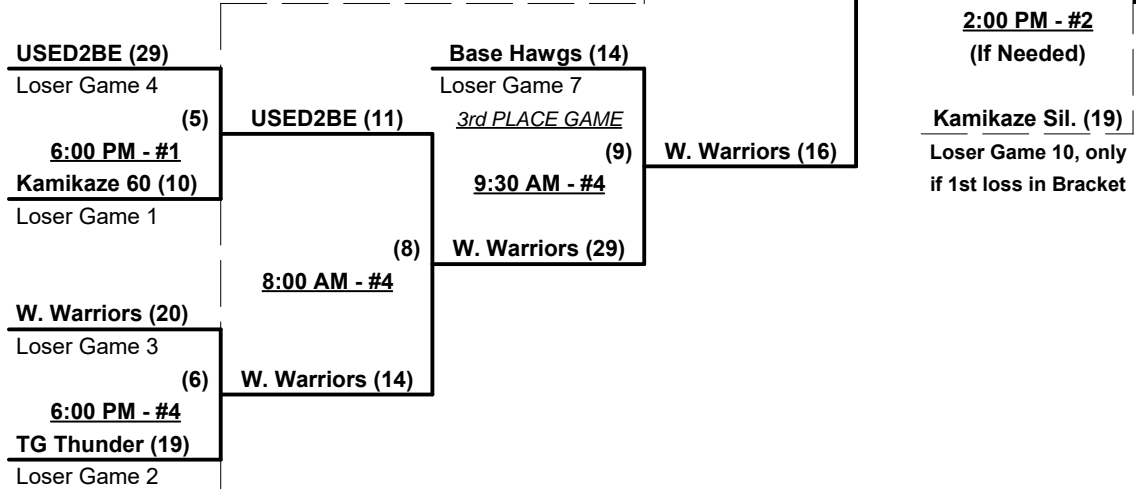 2:00 PM - #2
(If Needed)
USED2BE (29)
Loser Game 4
(5)
6:00 PM - #1
Kamikaze 60 (10)
Loser Game 1
USED2BE (11)
Base Hawgs (14)
Loser Game 7
3rd PLACE GAME
(9)
9:30 AM - #4
W. Warriors (16)
Kamikaze Sil. (19)
Loser Game 10, only
if 1st loss in Bracket
(8)
8:00 AM - #4
W. Warriors (29)
W. Warriors (20)
Loser Game 3
(6)
6:00 PM - #4
TG Thunder (19)
Loser Game 2
W. Warriors (14)